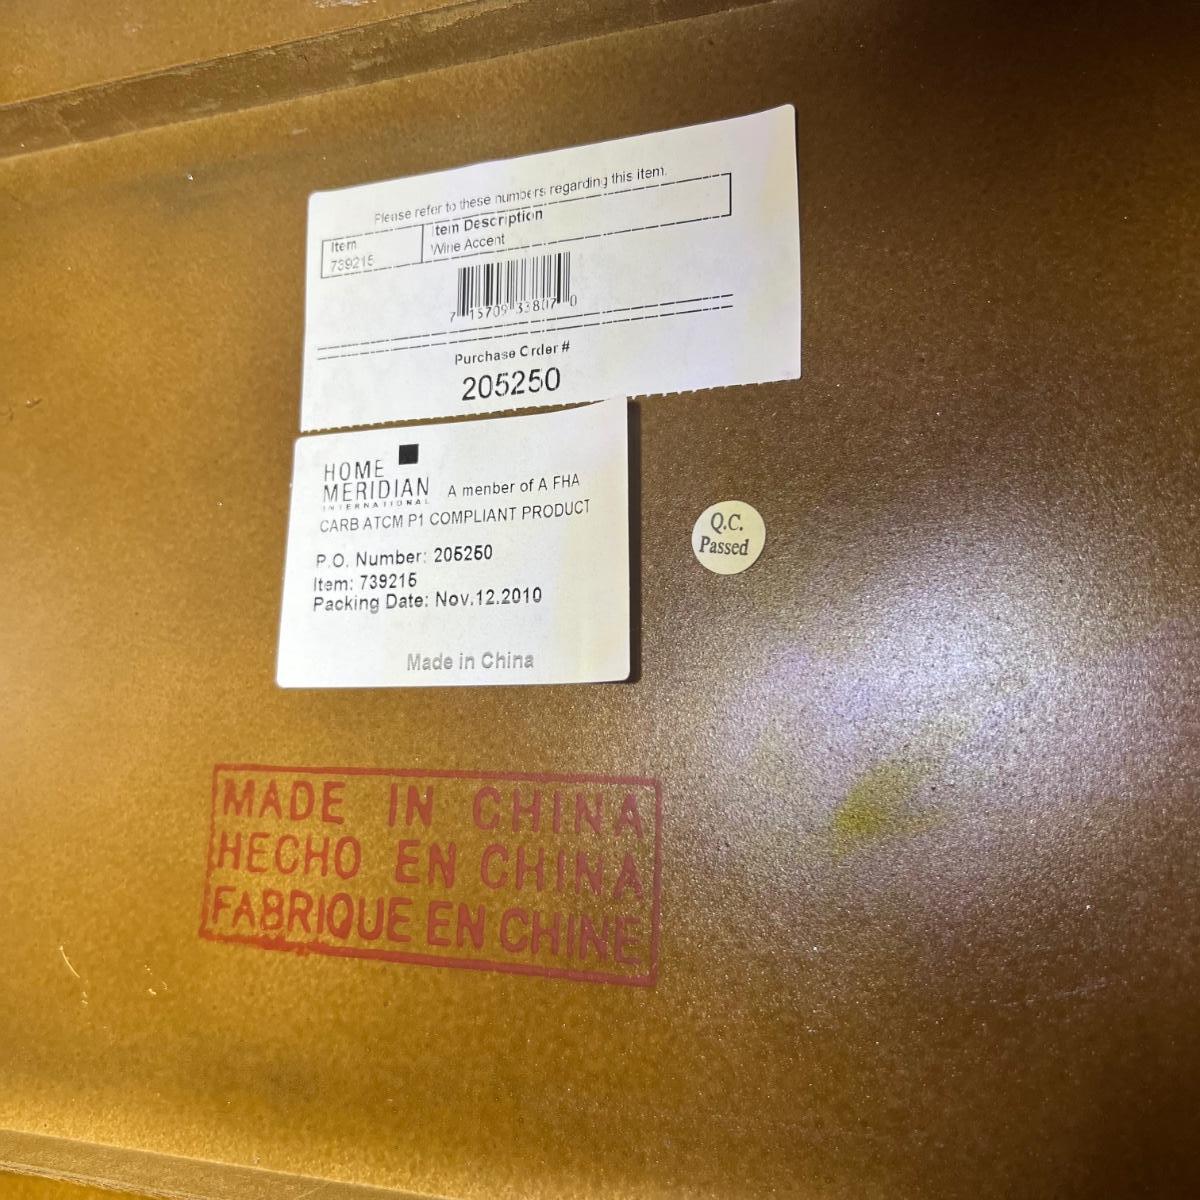 Please refer to these numbers regarding this item.
Item
Item Description
739215
Wine Accent
7 15709 33807 0
Purchase Order #
205250
HOME
MERIDIAN
INTERNATIONAL
A menber of A FHA
CARB ATCM P1 COMPLIANT PRODUCT
P.O. Number: 205250
Item: 739215
Packing Date: Nov.12.2010
Made in China
Q.C.
Passed
MADE IN CHINA
HECHO EN CHINA
FABRIQUE EN CHINE